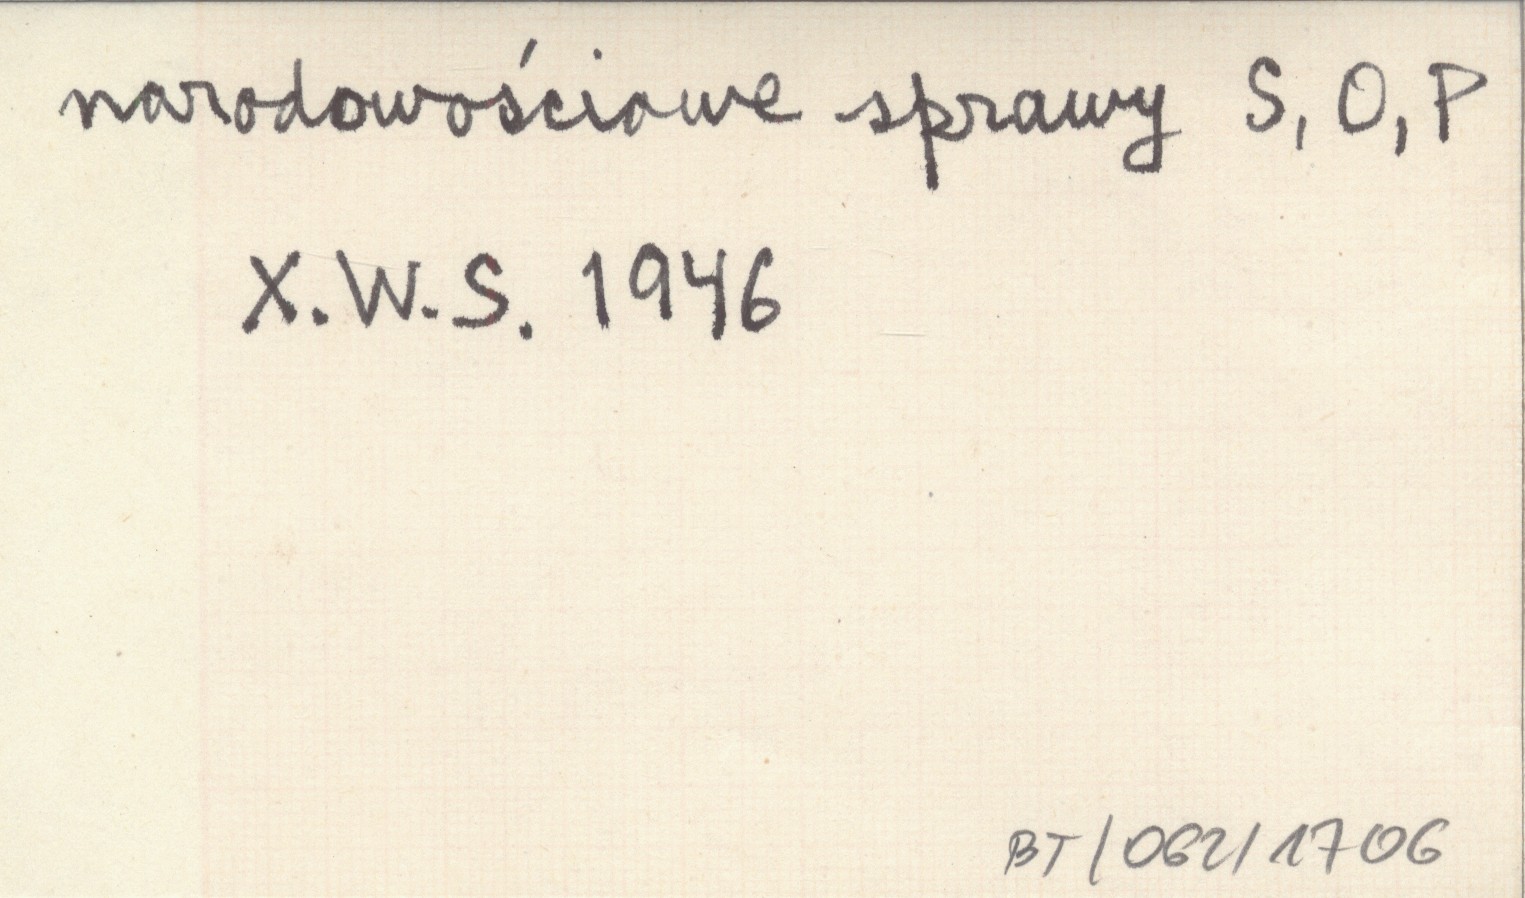 narodowościowe sprawy S, O, P
X.W.S. 1946
BT/062/1706